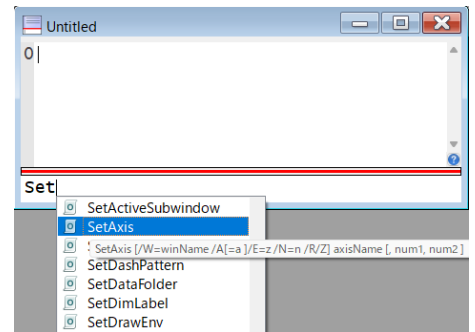 Untitled
0
Set
SetActiveSubwindow
SetAxis
SetAxis [/W=winName /A[=a ]/E=z /N=n /R/Z] axisName [, num1, num2 ]
SetDashPattern
SetDataFolder
SetDimLabel
SetDrawEnv